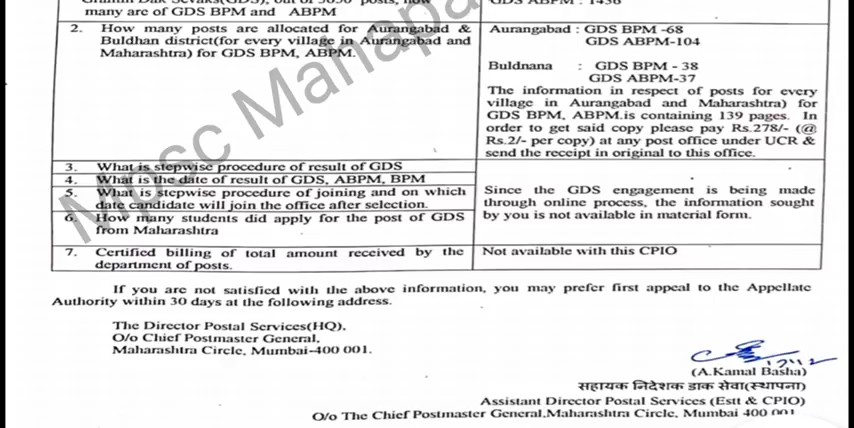 many are of GDS BPM and ABPM
GDS ABPM : 1436
2. How many posts are allocated for Aurangabad &
Buldhan district(for every village in Aurangabad and
Maharashtra) for GDS BPM, ABPM.
Aurangabad : GDS BPM -68
GDS ABPM-104
Buldnana : GDS BPM - 38
GDS ABPM-37
The information in respect of posts for every
village in Aurangabad and Maharashtra) for
GDS BPM, ABPM.is containing 139 pages. In
order to get said copy please pay Rs.278/- (@
Rs.2/- per copy) at any post office under UCR &
send the receipt in original to this office.
3. What is stepwise procedure of result of GDS
4. What is the date of result of GDS, ABPM, BPM
5. What is stepwise procedure of joining and on which
date candidate will join the office after selection.
6. How many students did apply for the post of GDS
from Maharashtra
Since the GDS engagement is being made
through online process, the information sought
by you is not available in material form.
7. Certified billing of total amount received by the
department of posts.
Not available with this CPIO
If you are not satisfied with the above information, you may prefer first appeal to the Appellate
Authority within 30 days at the following address.
The Director Postal Services(HQ),
O/o Chief Postmaster General,
Maharashtra Circle, Mumbai-400 001.
(A.Kamal Basha)
सहायक निदेशक डाक सेवा(स्थापना)
Assistant Director Postal Services (Estt & CPIO)
O/o The Chief Postmaster General,Maharashtra Circle, Mumbai 400 001
Mpsc Mahapa